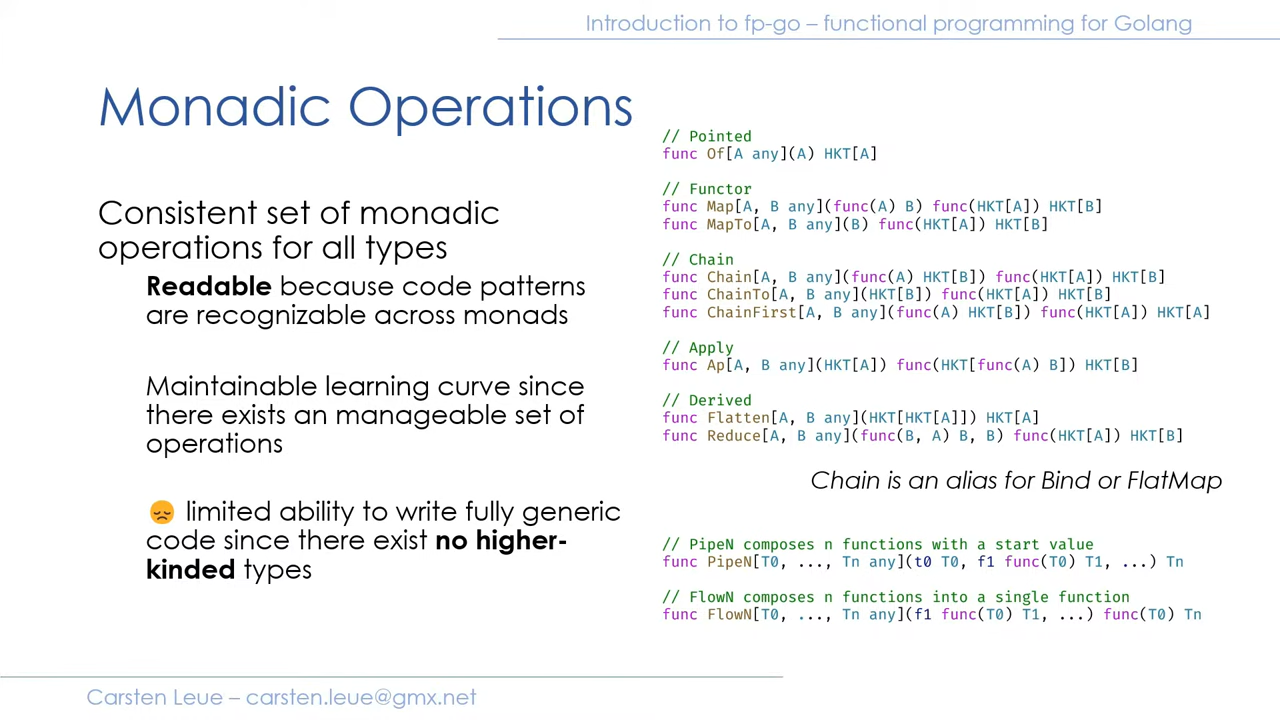 Introduction to fp-go – functional programming for Golang
Monadic Operations
Consistent set of monadic
operations for all types
Readable because code patterns
are recognizable across monads
Maintainable learning curve since
there exists an manageable set of
operations
😞 limited ability to write fully generic
code since there exist no higher-
kinded types
// Pointed
func Of[A any](A) HKT[A]
// Functor
func Map[A, B any](func(A) B) func(HKT[A]) HKT[B]
func MapTo[A, B any](B) func(HKT[A]) HKT[B]
// Chain
func Chain[A, B any](func(A) HKT[B]) func(HKT[A]) HKT[B]
func ChainTo[A, B any](HKT[B]) func(HKT[A]) HKT[B]
func ChainFirst[A, B any](func(A) HKT[B]) func(HKT[A]) HKT[A]
// Apply
func Ap[A, B any](HKT[A]) func(HKT[func(A) B]) HKT[B]
// Derived
func Flatten[A, B any](HKT[HKT[A]]) HKT[A]
func Reduce[A, B any](func(B, A) B, B) func(HKT[A]) HKT[B]
Chain is an alias for Bind or FlatMap
// PipeN composes n functions with a start value
func PipeN[T0, ..., Tn any](t0 T0, f1 func(T0) T1, ...) Tn
// FlowN composes n functions into a single function
func FlowN[T0, ..., Tn any](f1 func(T0) T1, ...) func(T0) Tn
Carsten Leue – carsten.leue@gmx.net